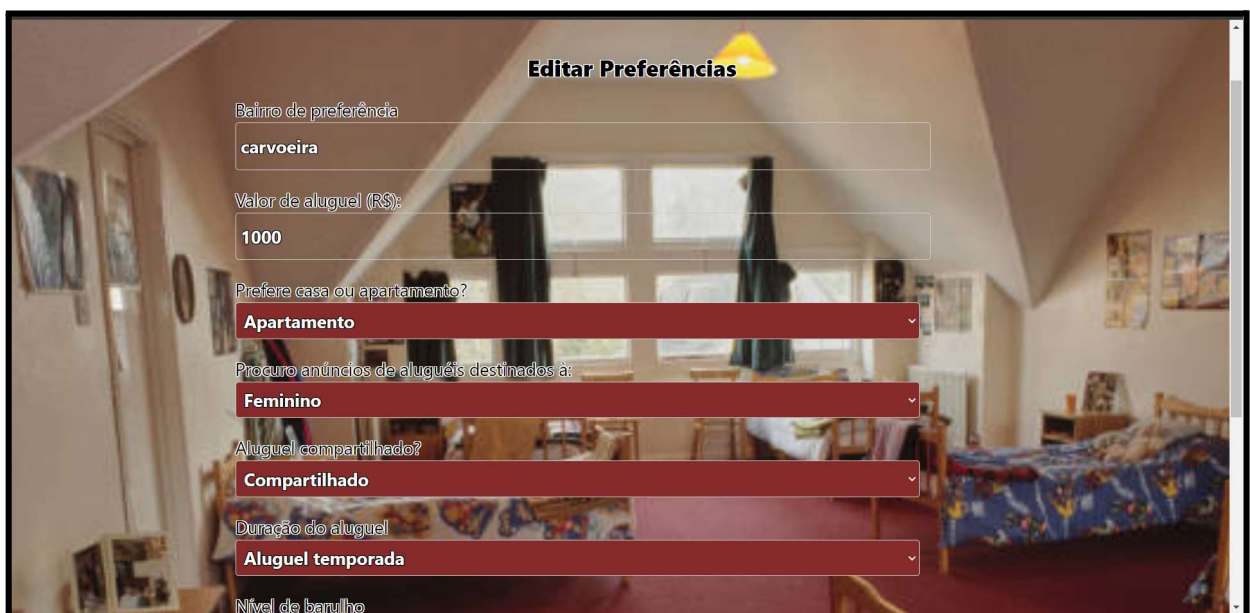 Editar Preferências
Bairro de preferência
carvoeira
Valor de aluguel (R$):
1000
Prefere casa ou apartamento?
Apartamento
Procuro anúncios de aluguéis destinados à:
Feminino
Aluguel compartilhado?
Compartilhado
Duração do aluguel
Aluguel temporada
Nível de barulho